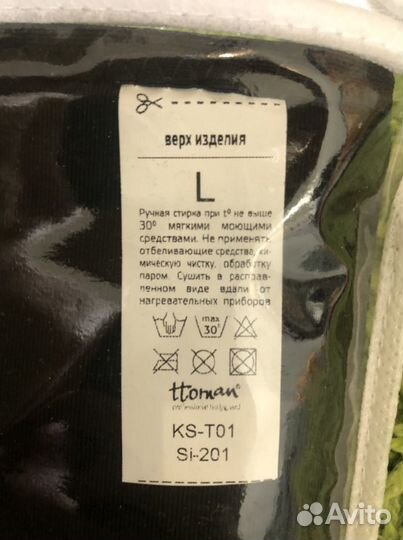 верх изделия
L
Ручная стирка при t° не выше
30° мягкими моющими
средствами. Не применять
отбеливающие средства, хи-
мическую чистку, обработку
паром. Сушить в расправ-
ленном виде вдали от
нагревательных приборов
max
30°
ttoman
KS-T01
Si-201
Avito